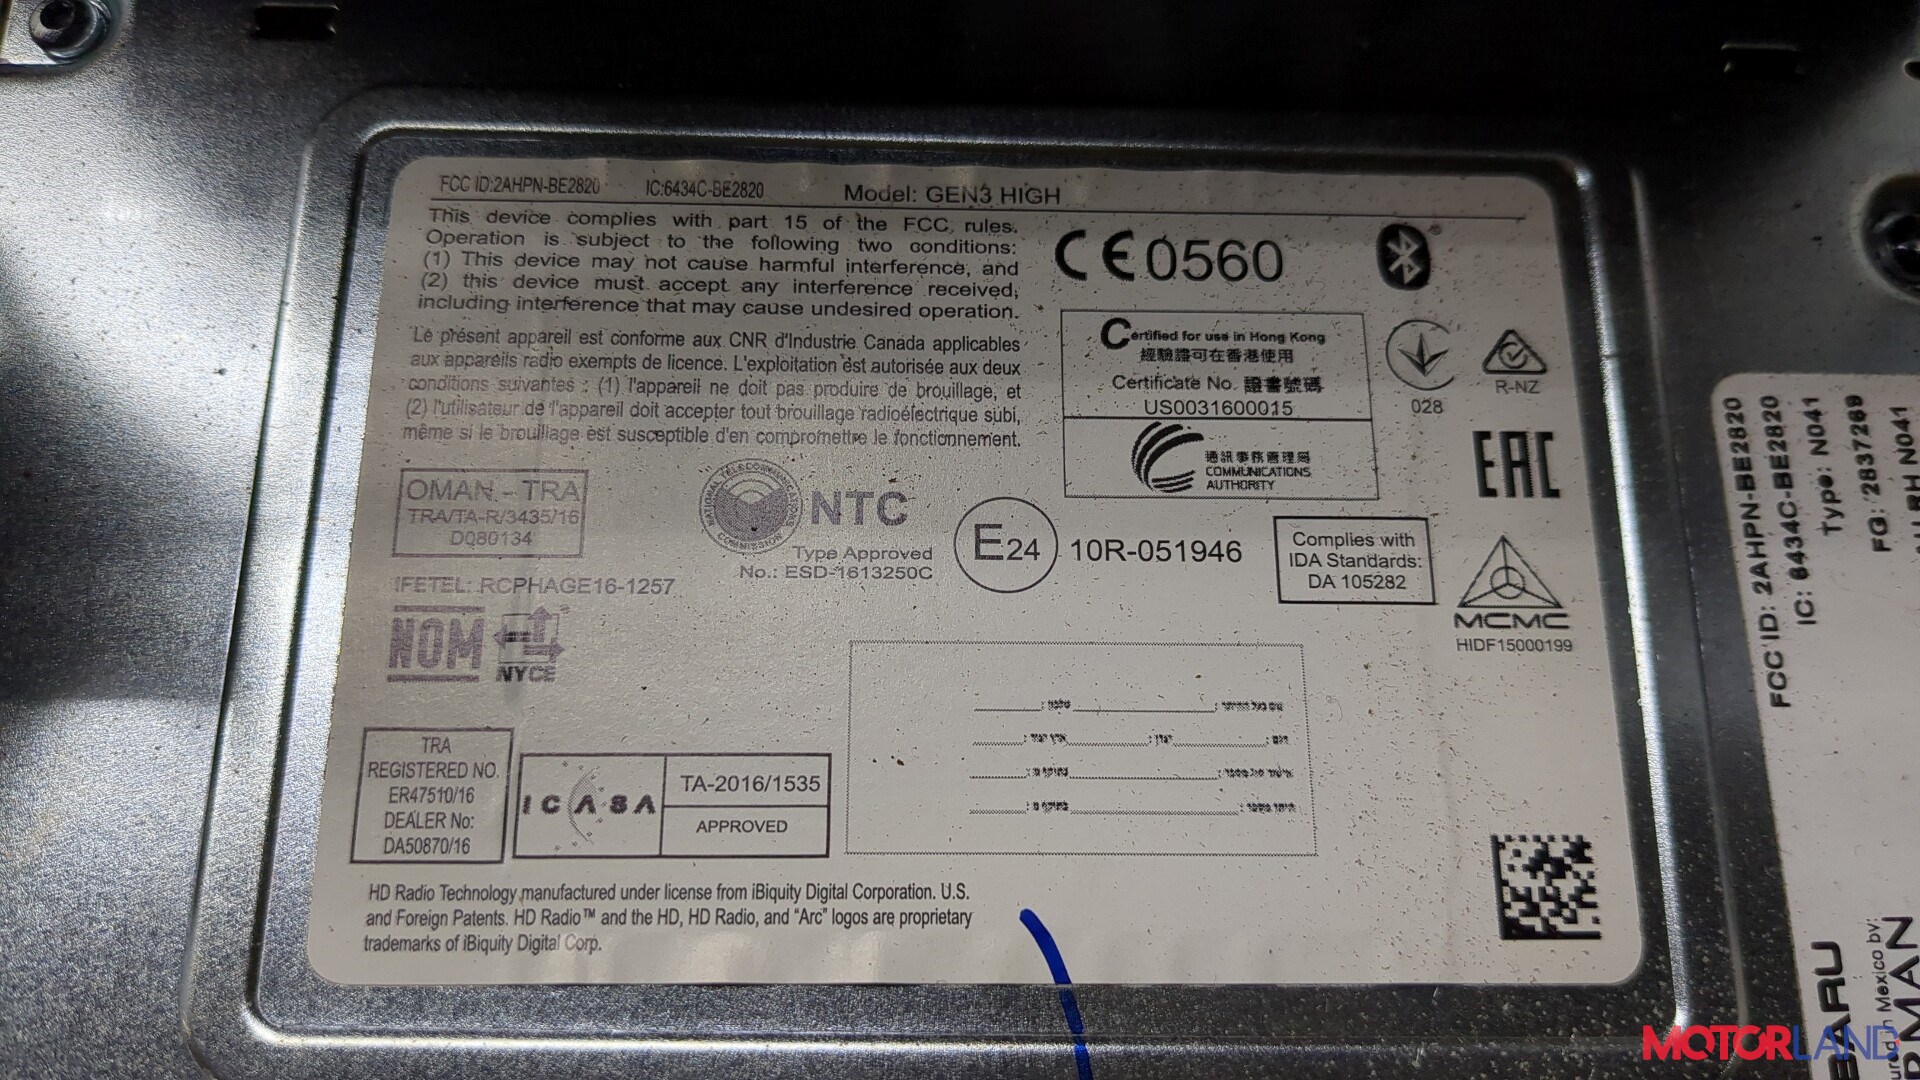 FCC ID:2AHPN-BE2820 IC:6434C-BE2820 Model: GEN3 HIGH
This device complies with part 15 of the FCC rules.
Operation is subject to the following two conditions:
(1) This device may not cause harmful interference, and
(2) this device must accept any interference received,
including interference that may cause undesired operation.
Le présent appareil est conforme aux CNR d'Industrie Canada applicables
aux appareils radio exempts de licence. L'exploitation est autorisée aux deux
conditions suivantes : (1) l'appareil ne doit pas produire de brouillage, et
(2) l'utilisateur de l'appareil doit accepter tout brouillage radioélectrique subi,
même si le brouillage est susceptible d'en compromettre le fonctionnement.
CE0560
Certified for use in Hong Kong
經驗證可在香港使用
Certificate No. 證書號碼
US0031600015
通訊事務管理局
COMMUNICATIONS
AUTHORITY
028
R-NZ
EAC
OMAN - TRA
TRA/TA-R/3435/16
D080134
NATIONAL TELECOMMUNICATIONS COMMISSION
NTC
Type Approved
No.: ESD-1613250C
E24
10R-051946
Complies with
IDA Standards:
DA 105282
MCMC
HIDF15000199
IFETEL: RCPHAGE16-1257
NOM
NYCE
TRA
REGISTERED NO.
ER47510/16
DEALER No:
DA50870/16
ICASA
TA-2016/1535
APPROVED
HD Radio Technology manufactured under license from iBiquity Digital Corporation. U.S.
and Foreign Patents. HD Radio™ and the HD, HD Radio, and “Arc” logos are proprietary
trademarks of iBiquity Digital Corp.
FCC ID: 2AHPN-BE2820
IC: 6434C-BE2820
Type: N041
FG: 2837269
RH N041
in Mexico by:
MOTORLAND